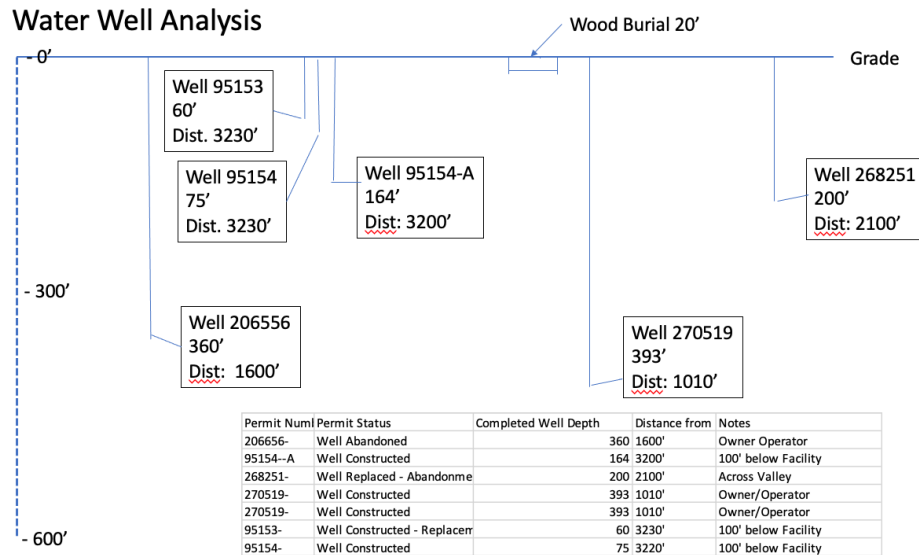 Water Well Analysis
Wood Burial 20’
- 0’
Grade
Well 95153
60’
Dist. 3230’
Well 95154
75’
Dist. 3230’
Well 95154-A
164’
Dist: 3200’
Well 268251
200’
Dist: 2100’
- 300’
Well 206556
360’
Dist:  1600’
Well 270519
393’
Dist: 1010’
Permit Numl Permit Status Completed Well Depth Distance from Notes
206656- Well Abandoned 360 1600' Owner Operator
95154--A Well Constructed 164 3200' 100' below Facility
268251- Well Replaced - Abandonme 200 2100' Across Valley
270519- Well Constructed 393 1010' Owner/Operator
270519- Well Constructed 393 1010' Owner/Operator
95153- Well Constructed - Replacem 60 3230' 100' below Facility
95154- Well Constructed 75 3220' 100' below Facility
- 600’